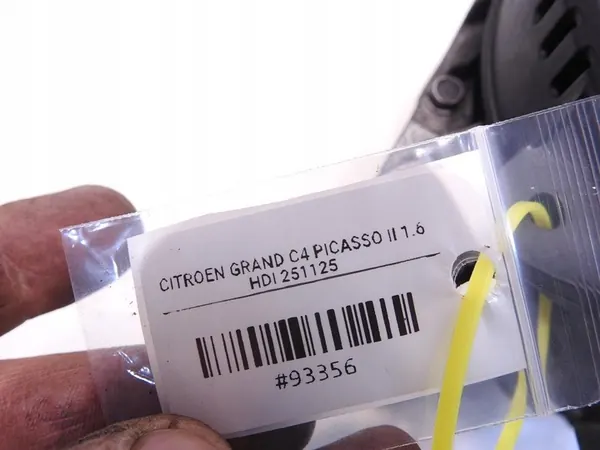 CITROEN GRAND C4 PICASSO II 1.6
HDI 251125
#93356